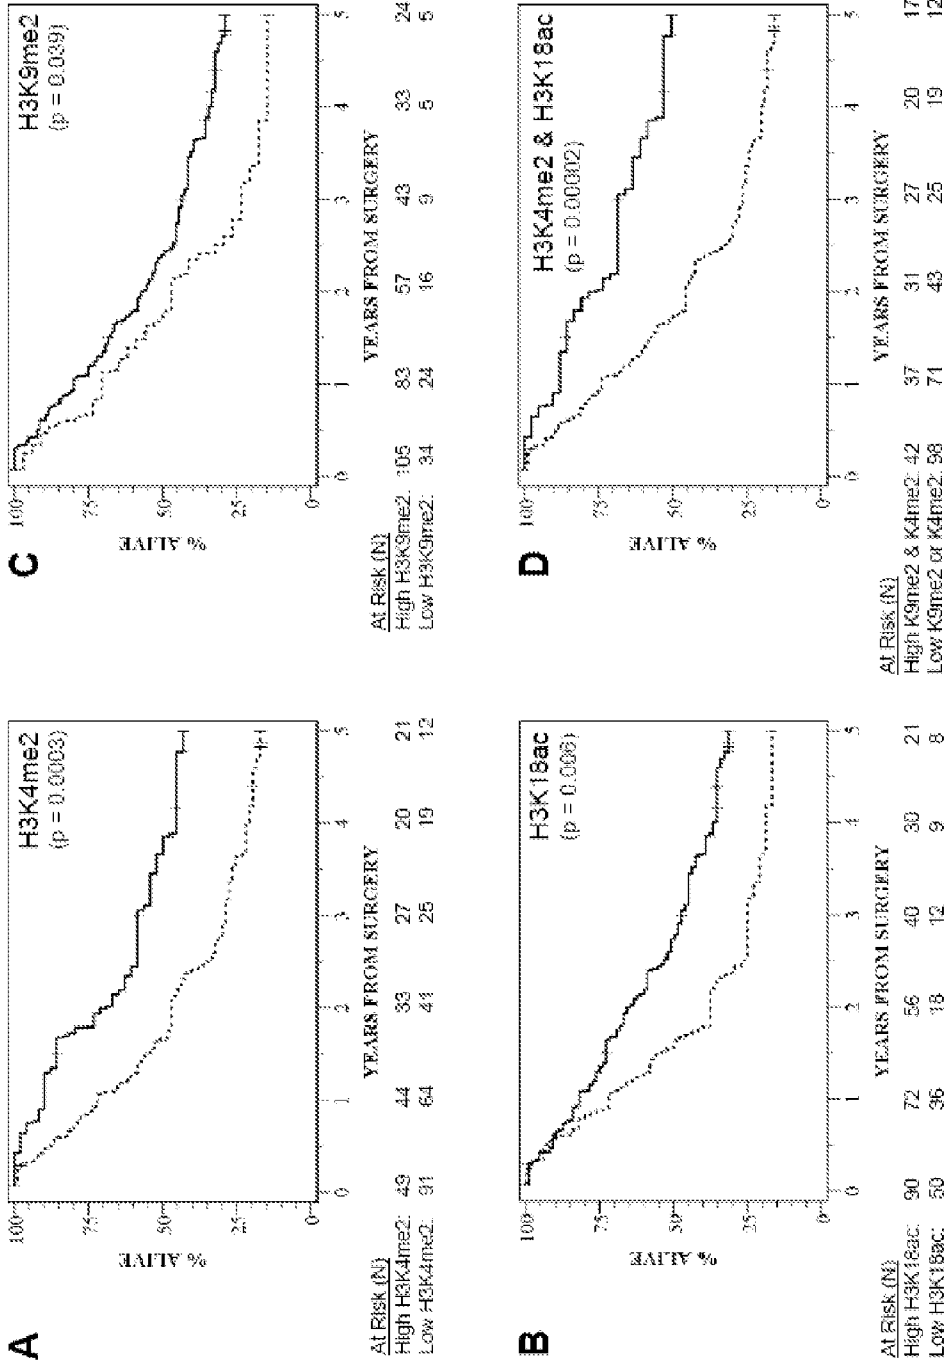 A
H3K4me2
(p = 0.0003)
100
75
50
25
0
% ALIVE
0 1 2 3 4 5
YEARS FROM SURGERY
At Risk (N)
High H3K4me2: 49 44 33 27 20 21
Low H3K4me2: 91 64 41 25 19 12
B
H3K18ac
(p = 0.006)
100
75
50
25
0
% ALIVE
0 1 2 3 4 5
YEARS FROM SURGERY
At Risk (N)
High H3K18ac: 90 72 56 40 30 21
Low H3K18ac: 50 36 18 12 9 8
C
H3K9me2
(p = 0.039)
100
75
50
25
0
% ALIVE
0 1 2 3 4 5
YEARS FROM SURGERY
At Risk (N)
High H3K9me2: 105 83 57 43 33 24
Low H3K9me2: 34 24 16 9 5
D
H3K4me2 & H3K18ac
(p = 0.00002)
100
75
50
25
0
% ALIVE
0 1 2 3 4 5
YEARS FROM SURGERY
At Risk (N)
High K9me2 & K4me2: 42 37 31 27 20 17
Low K9me2 or K4me2: 98 71 43 25 19 12